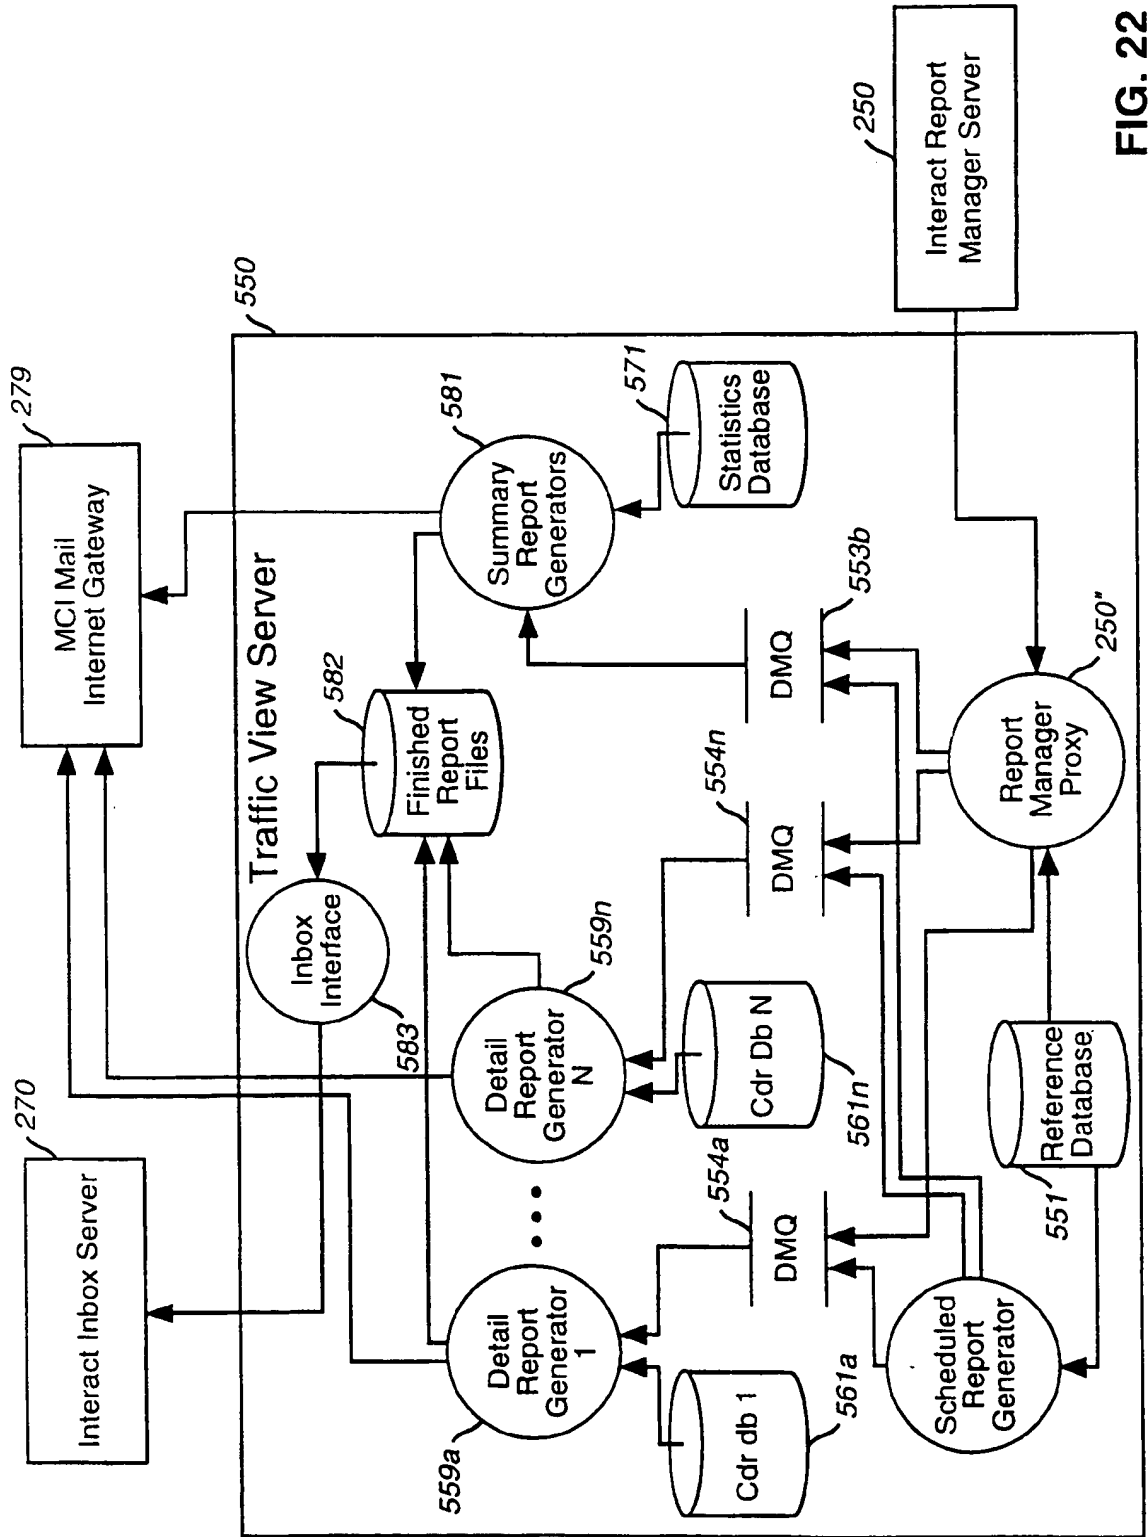 270
Interact Inbox Server
279
MCI Mail
Internet Gateway
550
Traffic View Server
Inbox
Interface
583
582
Finished
Report
Files
581
Summary
Report
Generators
571
Statistics
Database
559a
Detail
Report
Generator
1
559n
Detail
Report
Generator
N
Cdr db 1
561a
554a
DMQ
Cdr Db N
561n
554n
DMQ
553b
DMQ
Scheduled
Report
Generator
551
Reference
Database
250"
Report
Manager
Proxy
250
Interact Report
Manager Server
FIG. 22